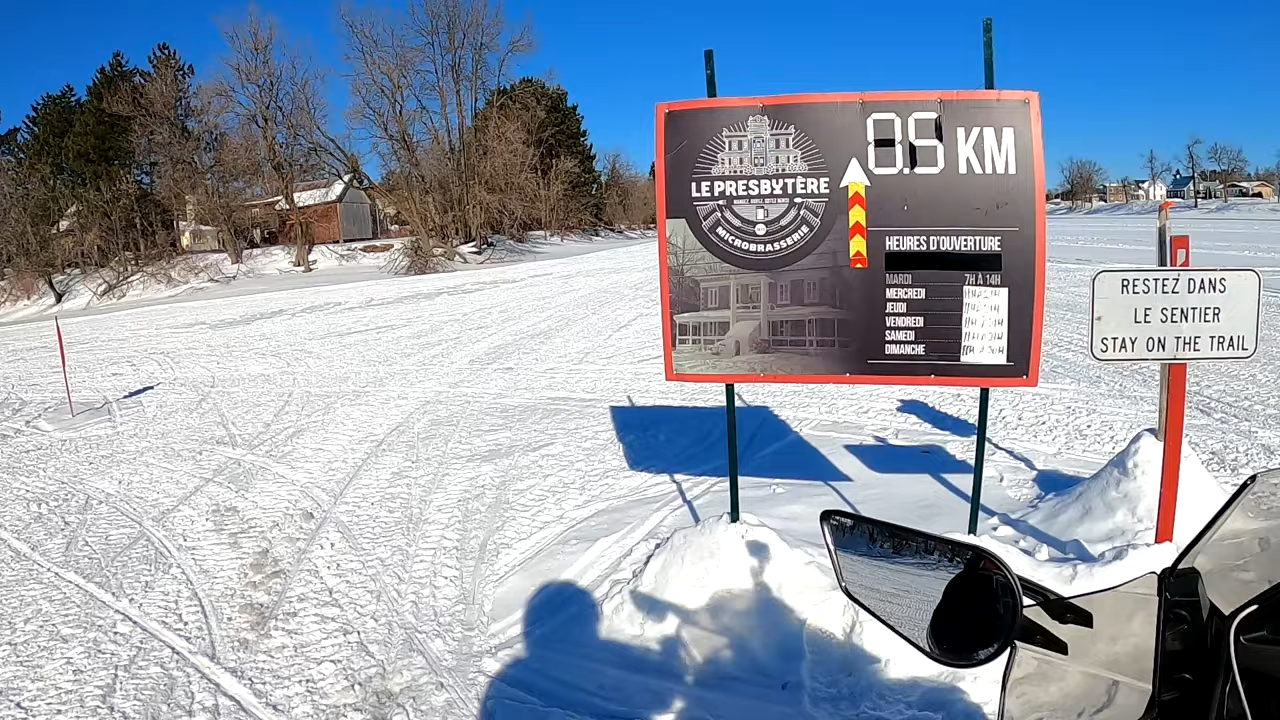 8.5 KM
LE PRESBYTÈRE
MICROBRASSERIE
HEURES D'OUVERTURE
MARDI 7H À 14H
MERCREDI
JEUDI
VENDREDI
SAMEDI
DIMANCHE
RESTEZ DANS
LE SENTIER
STAY ON THE TRAIL